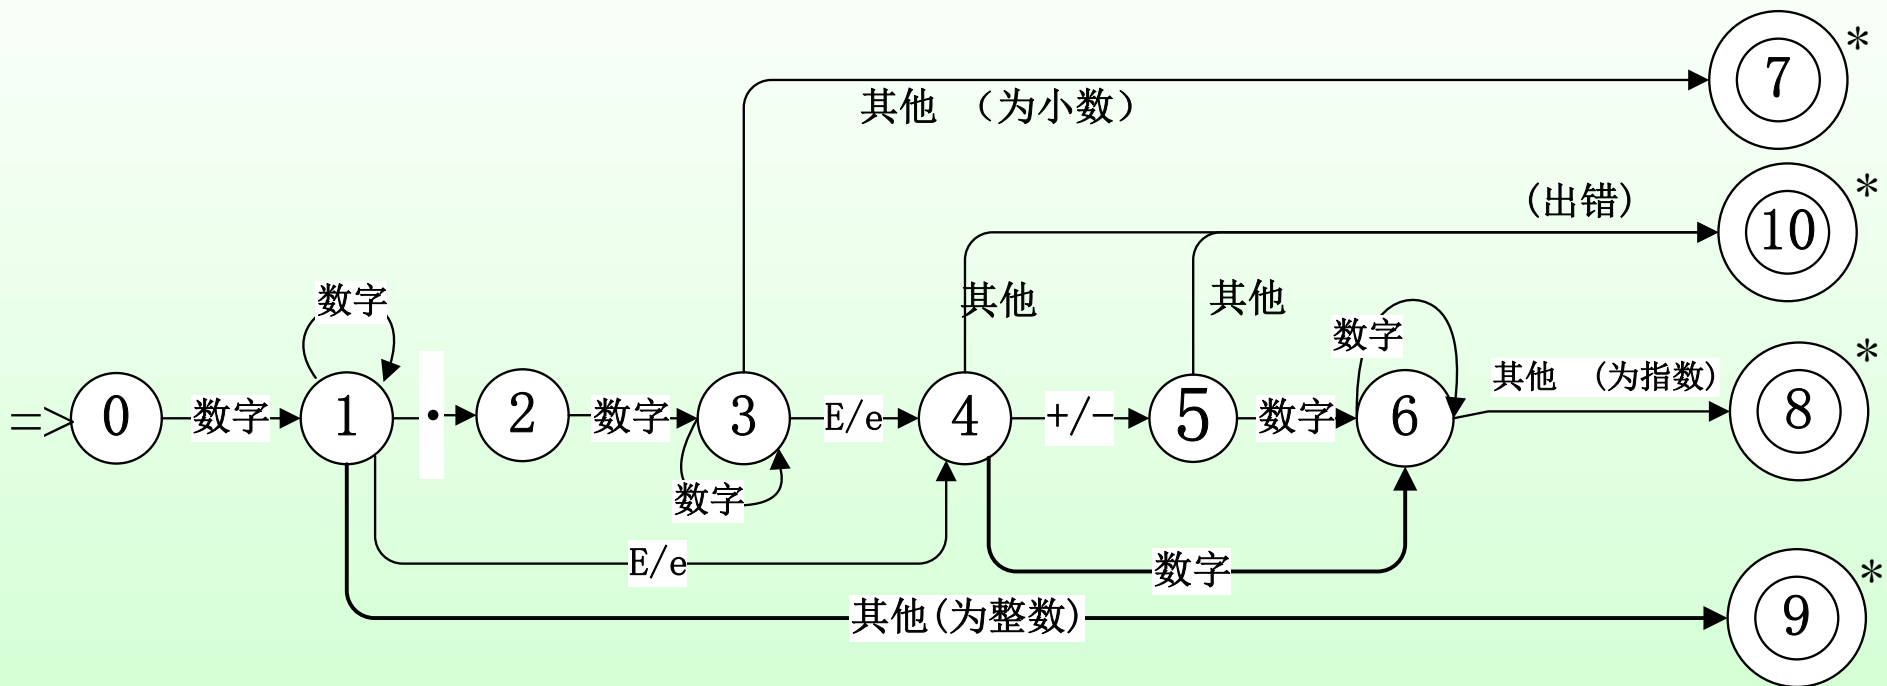 7 *
其他 （为小数）
10 *
(出错)
数字
其他
其他
数字
其他 (为指数)
8 *
=> 0 数字 1 . 2 数字 3 E/e 4 +/- 5 数字 6
数字
E/e
数字
其他(为整数)
9 *